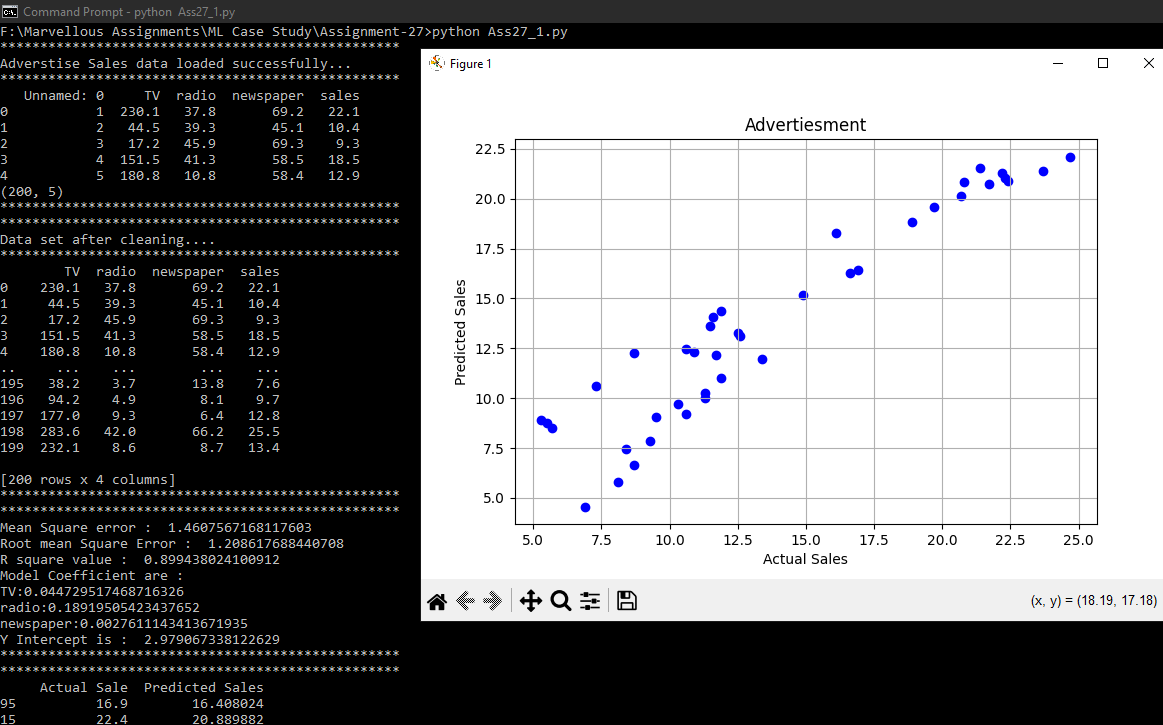 Command Prompt - python  Ass27_1.py
F:\Marvellous Assignments\ML Case Study\Assignment-27>python Ass27_1.py
**************************************************
Adverstise Sales data loaded successfully...
**************************************************
   Unnamed: 0     TV  radio  newspaper  sales
0           1  230.1   37.8       69.2   22.1
1           2   44.5   39.3       45.1   10.4
2           3   17.2   45.9       69.3    9.3
3           4  151.5   41.3       58.5   18.5
4           5  180.8   10.8       58.4   12.9
(200, 5)
**************************************************
**************************************************
Data set after cleaning....
**************************************************
        TV  radio  newspaper  sales
0    230.1   37.8       69.2   22.1
1     44.5   39.3       45.1   10.4
2     17.2   45.9       69.3    9.3
3    151.5   41.3       58.5   18.5
4    180.8   10.8       58.4   12.9
..     ...    ...        ...    ...
195   38.2    3.7       13.8    7.6
196   94.2    4.9        8.1    9.7
197  177.0    9.3        6.4   12.8
198  283.6   42.0       66.2   25.5
199  232.1    8.6        8.7   13.4
[200 rows x 4 columns]
**************************************************
**************************************************
Mean Square error :  1.4607567168117603
Root mean Square Error :  1.208617688440708
R square value :  0.899438024100912
Model Coefficient are :
TV:0.044729517468716326
radio:0.18919505423437652
newspaper:0.0027611143413671935
Y Intercept is :  2.979067338122629
**************************************************
**************************************************
     Actual Sale  Predicted Sales
95          16.9        16.408024
15          22.4        20.889882
Figure 1
Advertiesment
22.5
20.0
17.5
15.0
12.5
10.0
7.5
5.0
Predicted Sales
5.0 7.5 10.0 12.5 15.0 17.5 20.0 22.5 25.0
Actual Sales
(x, y) = (18.19, 17.18)